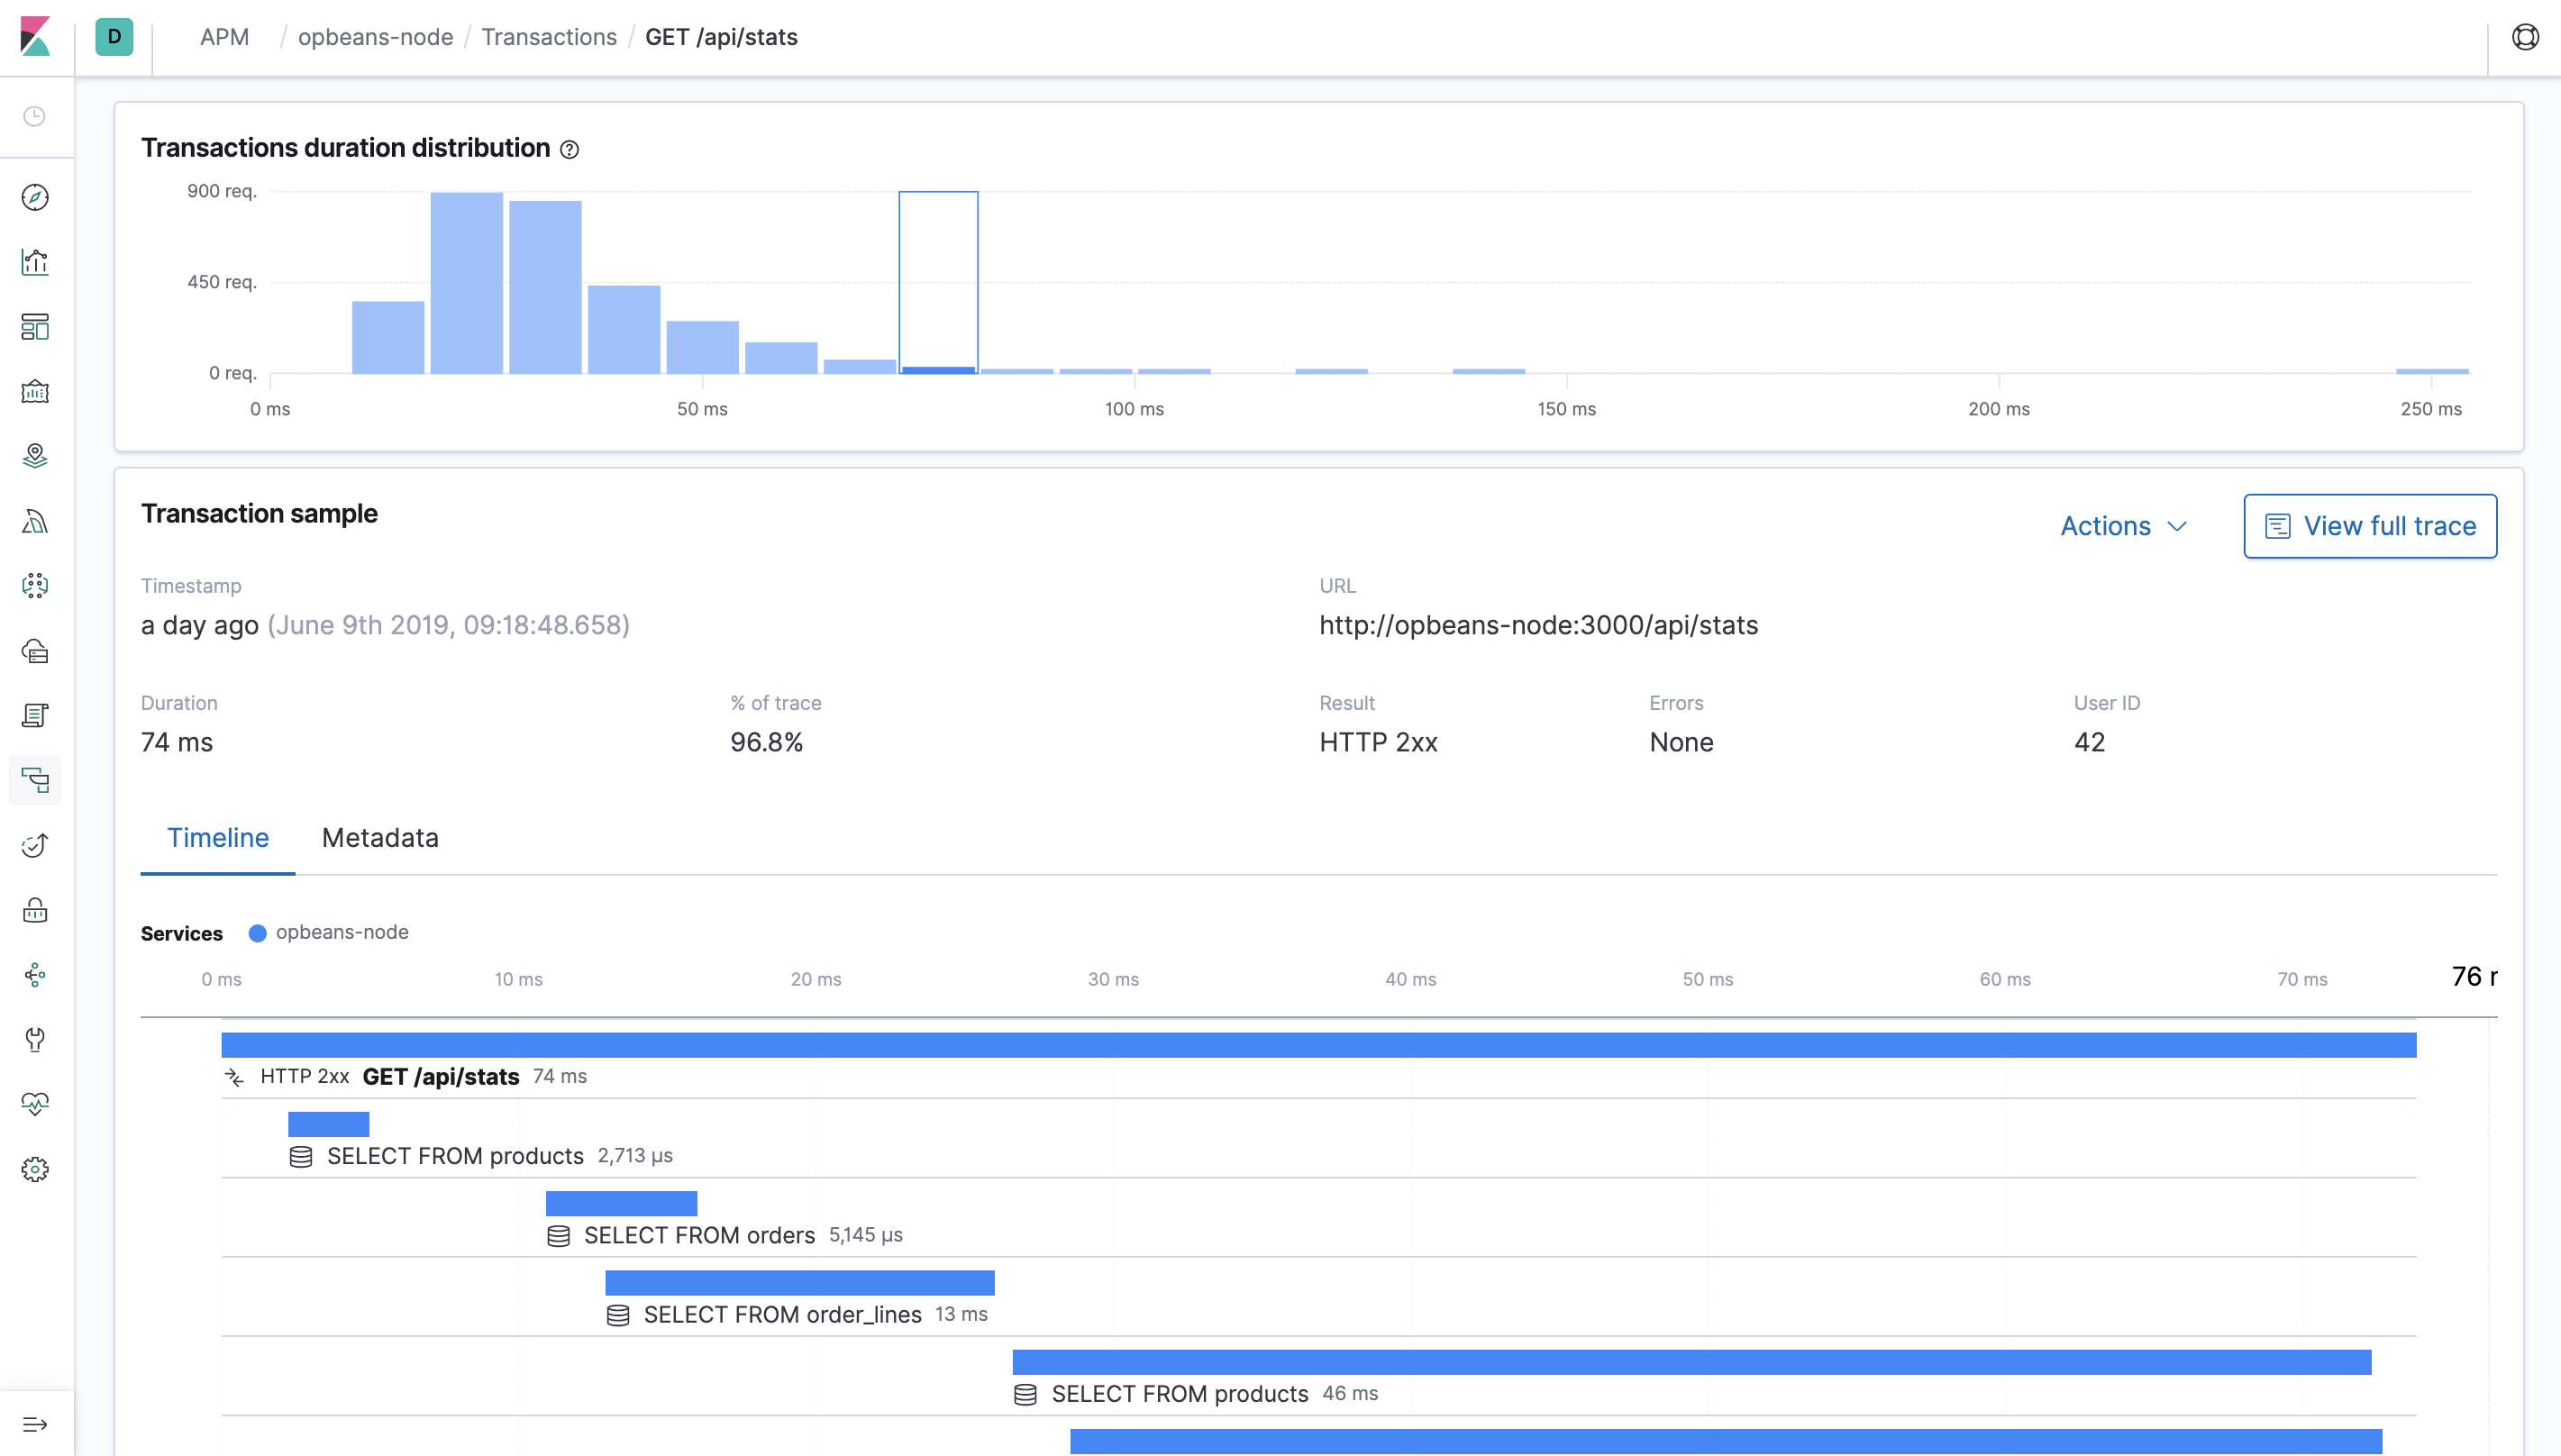 D APM / opbeans-node / Transactions / GET /api/stats
Transactions duration distribution
900 req.
450 req.
0 req.
0 ms 50 ms 100 ms 150 ms 200 ms 250 ms
Transaction sample
Actions View full trace
Timestamp URL
a day ago (June 9th 2019, 09:18:48.658) http://opbeans-node:3000/api/stats
Duration % of trace Result Errors User ID
74 ms 96.8% HTTP 2xx None 42
Timeline Metadata
Services opbeans-node
0 ms 10 ms 20 ms 30 ms 40 ms 50 ms 60 ms 70 ms 76
HTTP 2xx GET /api/stats 74 ms
SELECT FROM products 2,713 μs
SELECT FROM orders 5,145 μs
SELECT FROM order_lines 13 ms
SELECT FROM products 46 ms